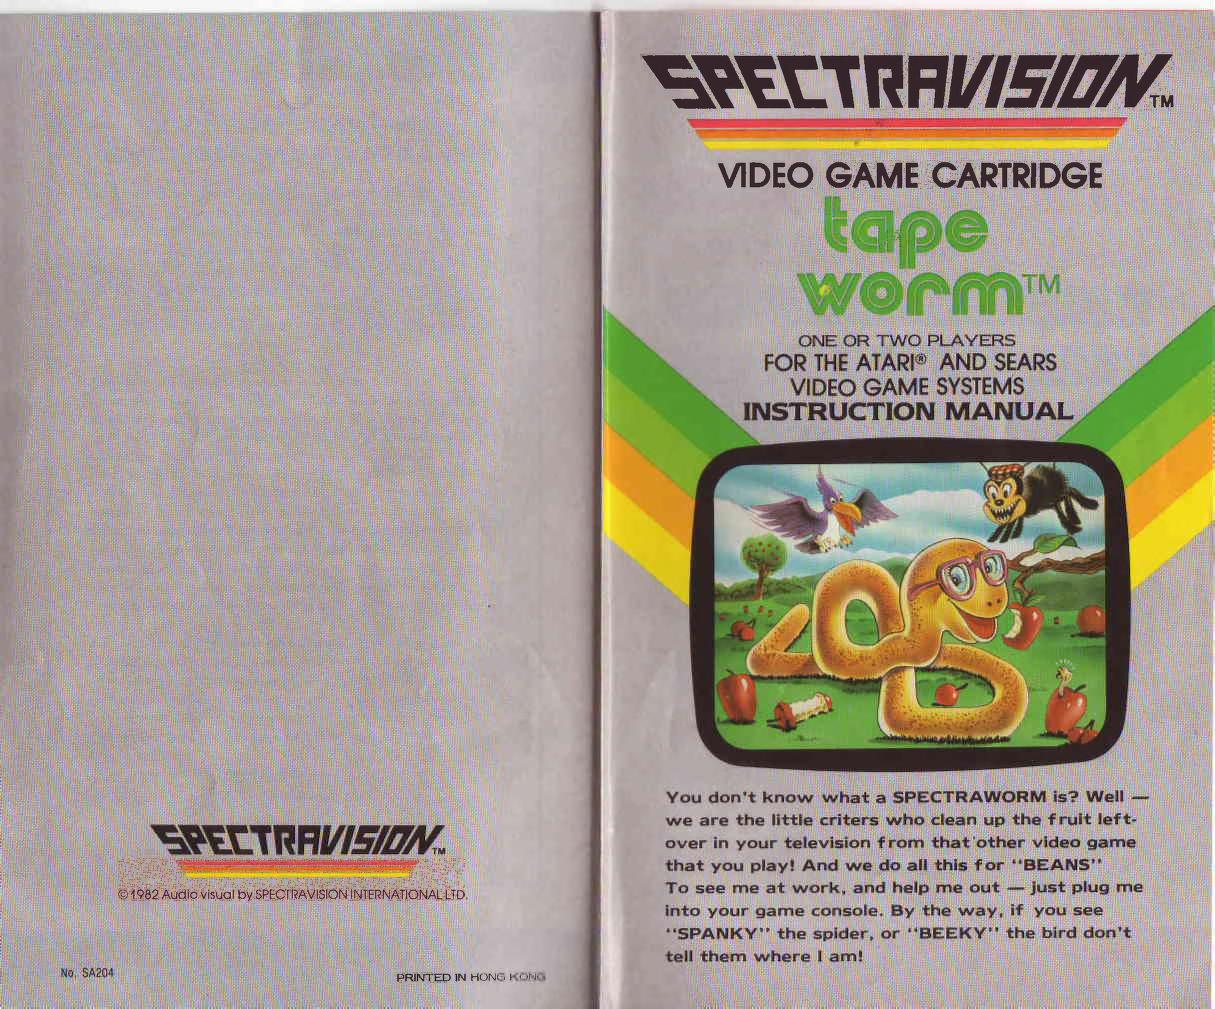 SPECTRAVISION™
© 1982 Audio visual by SPECTRAVISION INTERNATIONAL LTD.
No. SA204
PRINTED IN HONG KONG
SPECTRAVISION™
VIDEO GAME CARTRIDGE
tape
worm™
ONE OR TWO PLAYERS
FOR THE ATARI® AND SEARS
VIDEO GAME SYSTEMS
INSTRUCTION MANUAL
You don't know what a SPECTRAWORM is? Well —
we are the little criters who clean up the fruit left-
over in your television from that other video game
that you play! And we do all this for "BEANS"
To see me at work, and help me out — just plug me
into your game console. By the way, if you see
"SPANKY" the spider, or "BEEKY" the bird don't
tell them where I am!